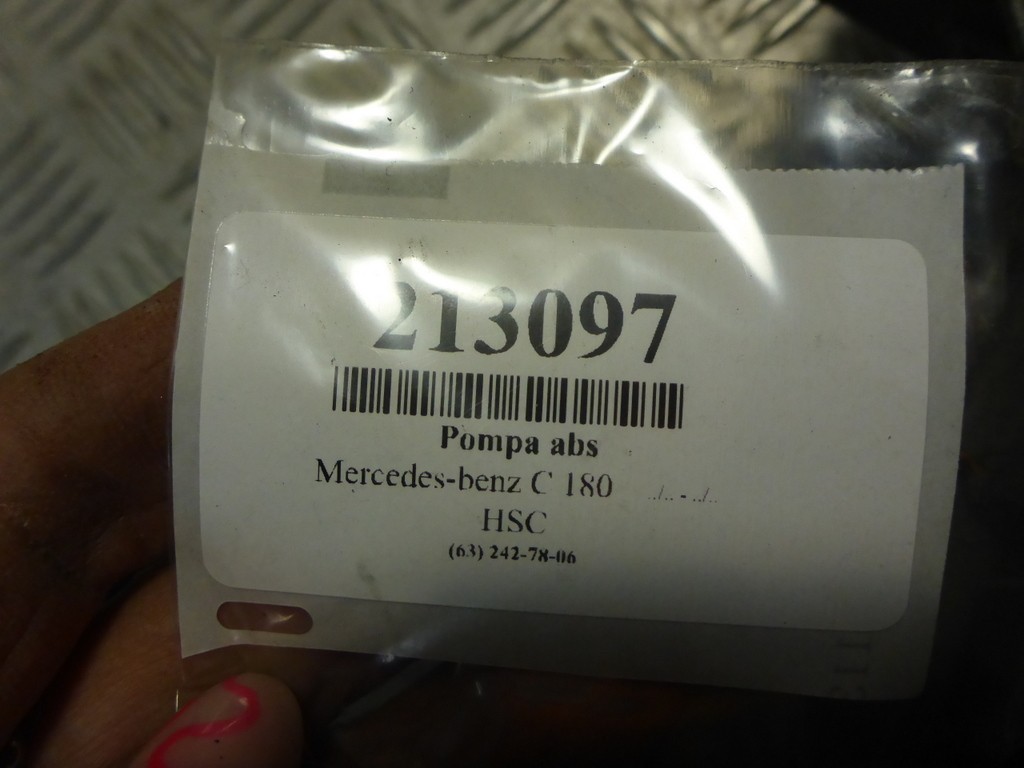 213097
Pompa abs
Mercedes-benz C 180 ../.. - ../..
HSC
(63) 242-78-06